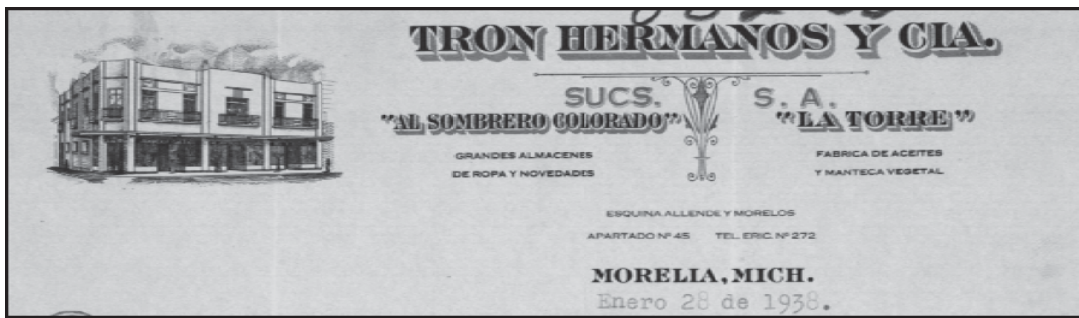 TRON HERMANOS Y CIA.
SUCS. S. A.
"AL SOMBRERO COLORADO" "LA TORRE"
GRANDES ALMACENES
DE ROPA Y NOVEDADES
FABRICA DE ACEITES
Y MANTECA VEGETAL
ESQUINA ALLENDE Y MORELOS
APARTADO Nº 45 TEL. ERIC. Nº 272
MORELIA, MICH.
Enero 28 de 1938.